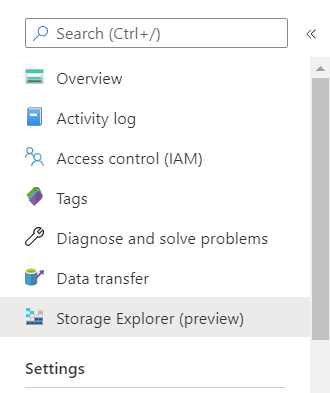 Search (Ctrl+/)
Overview
Activity log
Access control (IAM)
Tags
Diagnose and solve problems
Data transfer
Storage Explorer (preview)
Settings